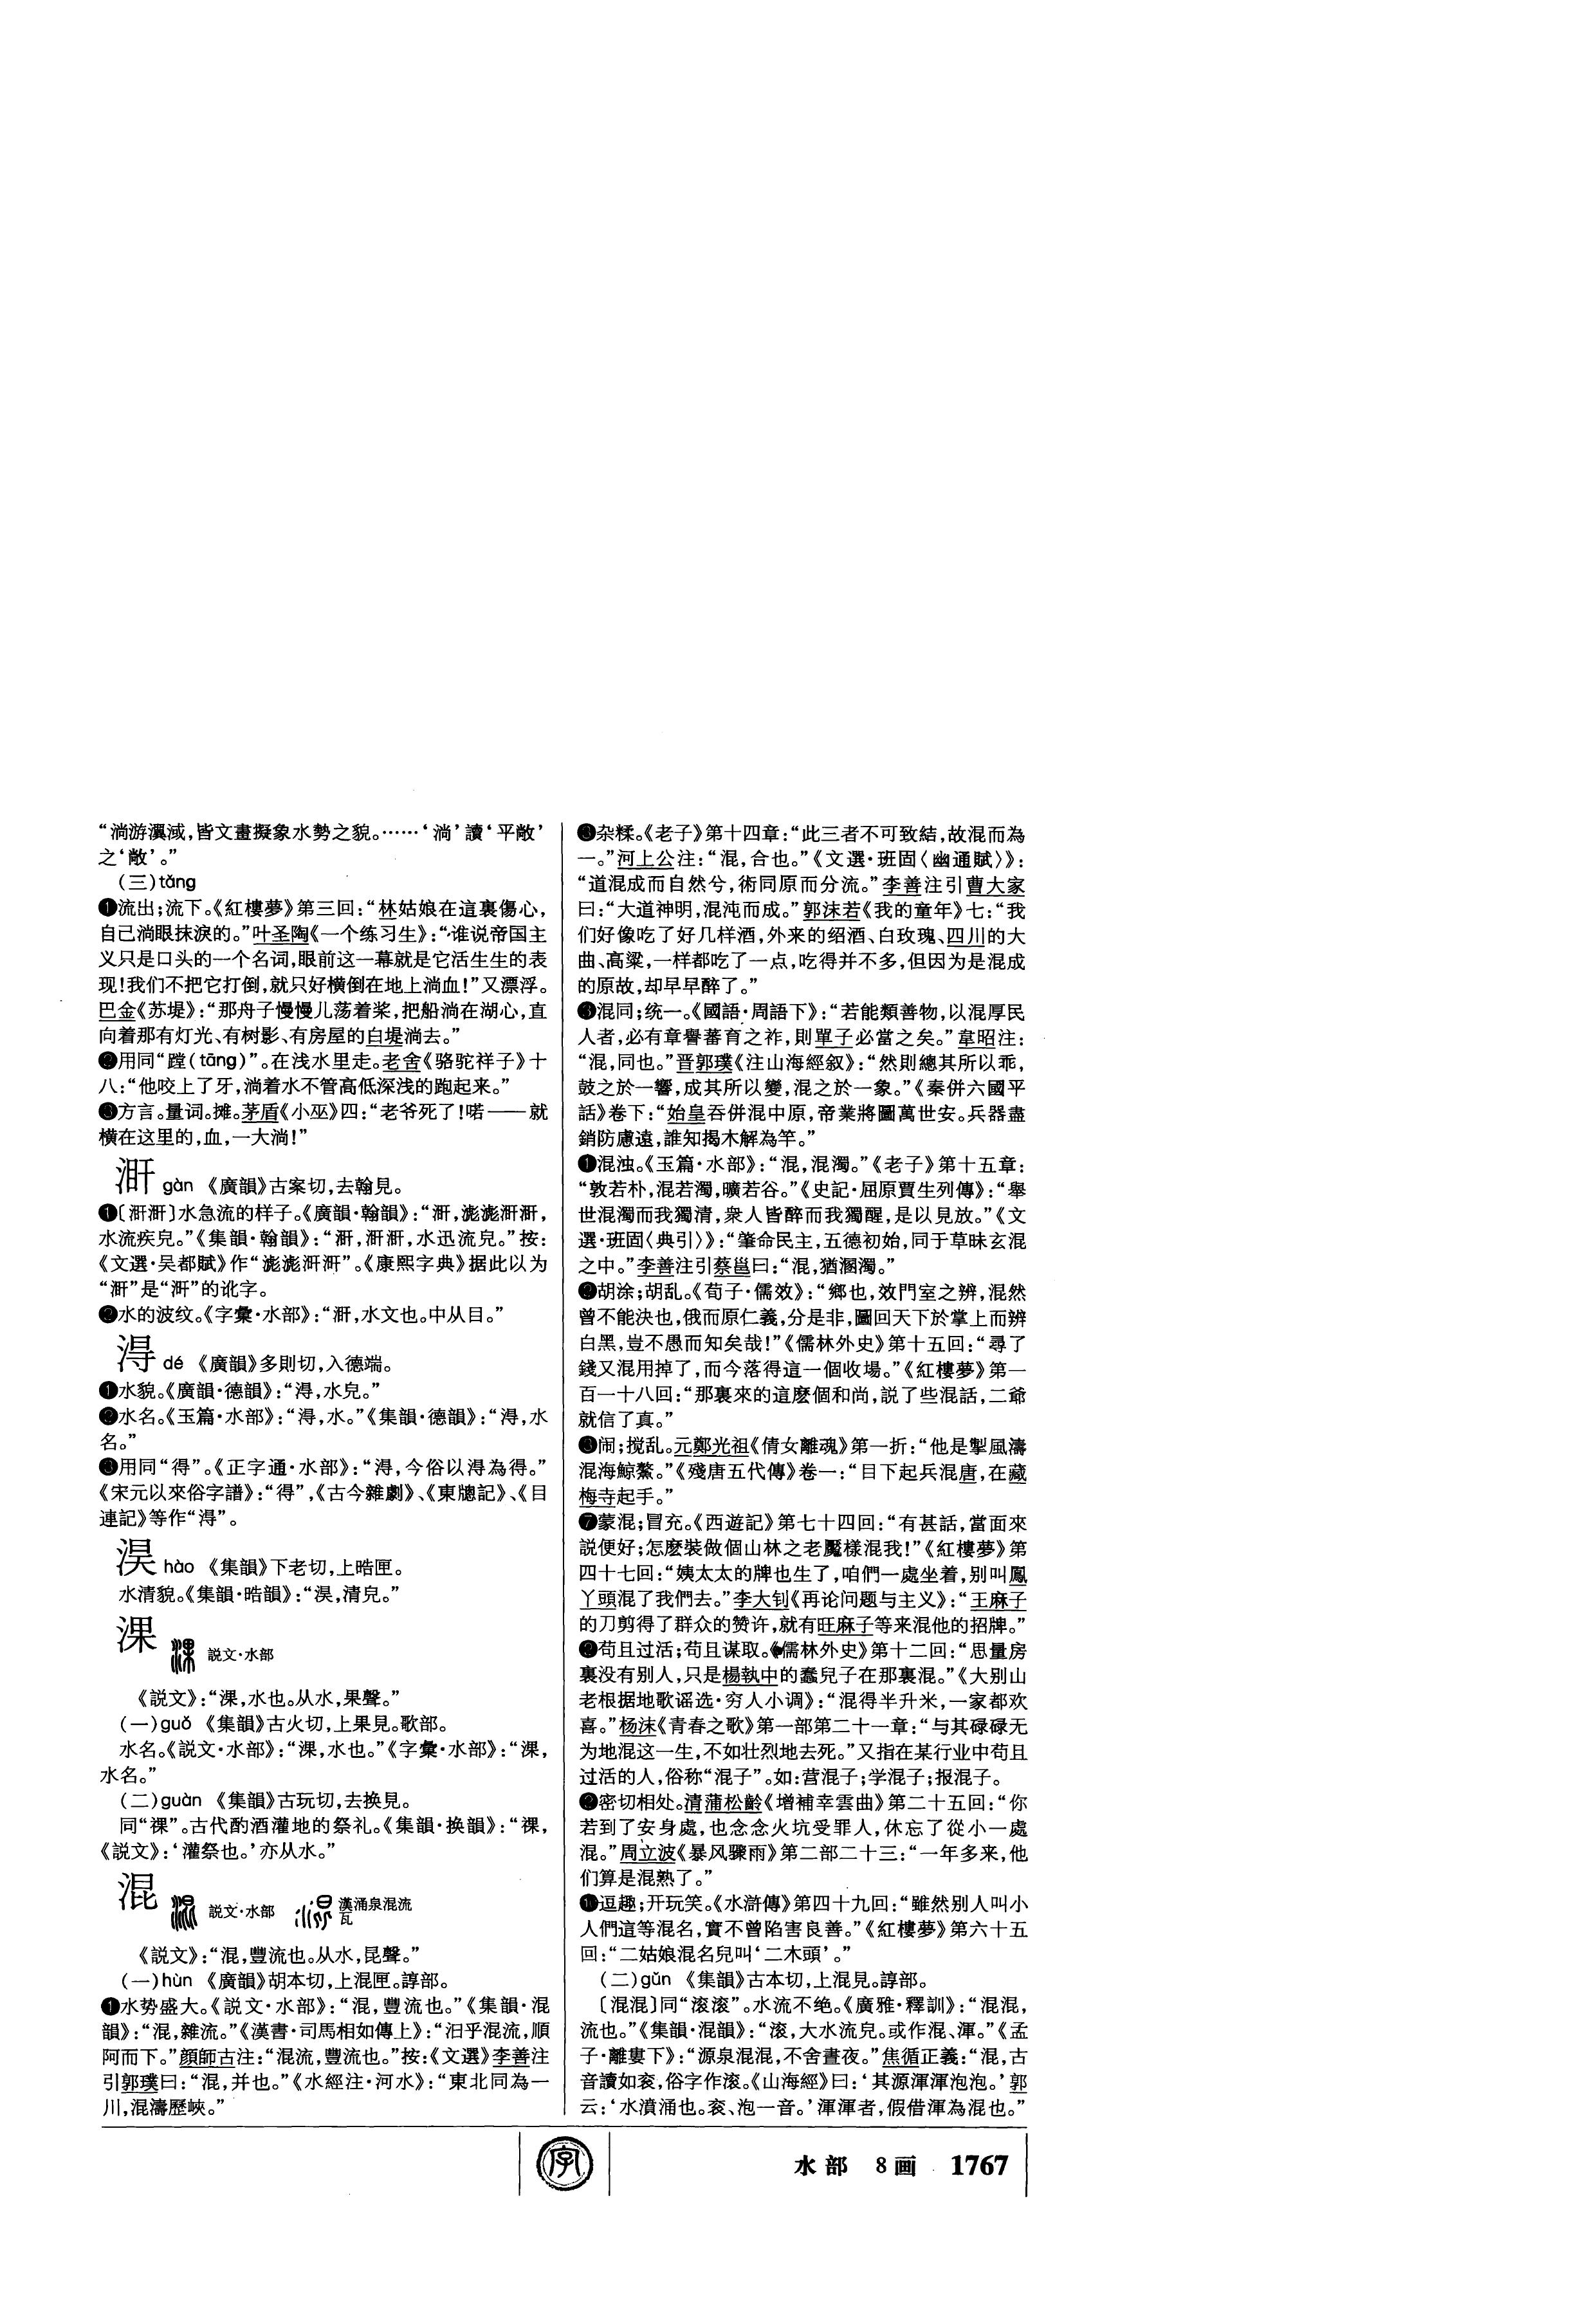 “淌游瀷淢，皆文畫擬象水勢之貌。……‘淌’讀‘平敞’
之‘敞’。”
（三）tǎng
❶流出；流下。《紅樓夢》第三回：“林姑娘在這裏傷心，
自己淌眼抹淚的。”叶圣陶《一个练习生》：“谁说帝国主
义只是口头的一个名词，眼前这一幕就是它活生生的表
现！我们不把它打倒，就只好横倒在地上淌血！”又漂浮。
巴金《苏堤》：“那舟子慢慢儿荡着桨，把船淌在湖心，直
向着那有灯光、有树影、有房屋的白堤淌去。”
❷用同“蹚（tāng）”。在浅水里走。老舍《骆驼祥子》十
八：“他咬上了牙，淌着水不管高低深浅的跑起来。”
❸方言。量词。摊。茅盾《小巫》四：“老爷死了！喏——就
横在这里的，血，一大淌！”
gàn 《廣韻》古案切，去翰見。
水急流的样子。《廣韻·翰韻》：
水流疾皃。”《集韻·翰韻》：“水迅流皃。”按：
《文選·吴都賦》作《康熙字典》据此以为
是的讹字。
❷水的波纹。《字彙·水部》：“水文也。中从目。”
淂 dé 《廣韻》多則切，入德端。
❶水貌。《廣韻·德韻》：“淂，水皃。”
❷水名。《玉篇·水部》：“淂，水。”《集韻·德韻》：“淂，水
名。”
❸用同“得”。《正字通·水部》：“淂，今俗以淂為得。”
《宋元以來俗字譜》：“得”，《古今雜劇》、《東牕記》、《目
連記》等作“淂”。
淏 hào 《集韻》下老切，上晧匣。
水清貌。《集韻·晧韻》：“淏，清皃。”
淉 説文·水部
《説文》：“淉，水也。从水，果聲。”
（一）guǒ 《集韻》古火切，上果見。歌部。
水名。《説文·水部》：“淉，水也。”《字彙·水部》：“淉，
水名。”
（二）guàn 《集韻》古玩切，去换見。
同“祼”。古代酌酒灌地的祭礼。《集韻·换韻》：“祼，
《説文》：‘灌祭也。’亦从水。”
混 説文·水部 漢涌泉混流
瓦
《説文》：“混，豐流也。从水，昆聲。”
（一）hùn 《廣韻》胡本切，上混匣。諄部。
❶水势盛大。《説文·水部》：“混，豐流也。”《集韻·混
韻》：“混，雜流。”《漢書·司馬相如傳上》：“汩乎混流，順
阿而下。”顔師古注：“混流，豐流也。”按：《文選》李善注
引郭璞曰：“混，并也。”《水經注·河水》：“東北同為一
川，混濤歷峽。”
杂糅。《老子》第十四章：“此三者不可致結，故混而為
一。”河上公注：“混，合也。”《文選·班固〈幽通賦〉》：
“道混成而自然兮，術同原而分流。”李善注引曹大家
曰：“大道神明，混沌而成。”郭沫若《我的童年》七：“我
们好像吃了好几样酒，外来的绍酒、白玫瑰、四川的大
曲、高粱，一样都吃了一点，吃得并不多，但因为是混成
的原故，却早早醉了。”
混同；统一。《國語·周語下》：“若能類善物，以混厚民
人者，必有章譽蕃育之祚，則單子必當之矣。”韋昭注：
“混，同也。”晋郭璞《注山海經叙》：“然則總其所以乖，
鼓之於一響，成其所以變，混之於一象。”《秦併六國平
話》卷下：“始皇吞併混中原，帝業將圖萬世安。兵器盡
銷防慮遠，誰知揭木解為竿。”
混浊。《玉篇·水部》：“混，混濁。”《老子》第十五章：
“敦若朴，混若濁，曠若谷。”《史記·屈原賈生列傳》：“舉
世混濁而我獨清，衆人皆醉而我獨醒，是以見放。”《文
選·班固〈典引〉》：“肇命民主，五德初始，同于草昧玄混
之中。”李善注引蔡邕曰：“混，猶溷濁。”
胡涂；胡乱。《荀子·儒效》：“鄉也，效門室之辨，混然
曾不能決也，俄而原仁義，分是非，圖回天下於掌上而辨
白黑，豈不愚而知矣哉！”《儒林外史》第十五回：“尋了
錢又混用掉了，而今落得這一個收場。”《紅樓夢》第一
百一十八回：“那裏來的這麽個和尚，説了些混話，二爺
就信了真。”
闹；搅乱。元鄭光祖《倩女離魂》第一折：“他是掣風濤
混海鯨鰲。”《殘唐五代傳》卷一：“目下起兵混唐，在藏
梅寺起手。”
❼蒙混；冒充。《西遊記》第七十四回：“有甚話，當面來
説便好；怎麽裝做個山林之老魘樣混我！”《紅樓夢》第
四十七回：“姨太太的牌也生了，咱們一處坐着，别叫鳳
丫頭混了我們去。”李大钊《再论问题与主义》：“王麻子
的刀剪得了群众的赞许，就有旺麻子等来混他的招牌。”
苟且过活；苟且谋取。《儒林外史》第十二回：“思量房
裏没有别人，只是楊執中的蠢兒子在那裏混。”《大别山
老根据地歌谣选·穷人小调》：“混得半升米，一家都欢
喜。”杨沫《青春之歌》第一部第二十一章：“与其碌碌无
为地混这一生，不如壮烈地去死。”又指在某行业中苟且
过活的人，俗称“混子”。如：营混子；学混子；报混子。
密切相处。清蒲松齡《增補幸雲曲》第二十五回：“你
若到了安身處，也念念火坑受罪人，休忘了從小一處
混。”周立波《暴风骤雨》第二部二十三：“一年多来，他
们算是混熟了。”
逗趣；开玩笑。《水滸傳》第四十九回：“雖然别人叫小
人們這等混名，實不曾陷害良善。”《紅樓夢》第六十五
回：“二姑娘混名兒叫‘二木頭’。”
（二）gǔn 《集韻》古本切，上混見。諄部。
〔混混〕同“滚滚”。水流不绝。《廣雅·釋訓》：“混混，
流也。”《集韻·混韻》：“滚，大水流皃。或作混、渾。”《孟
子·離婁下》：“源泉混混，不舍晝夜。”焦循正義：“混，古
音讀如衮，俗字作滚。《山海經》曰：‘其源渾渾泡泡。’郭
云：‘水濆涌也。衮、泡一音。’渾渾者，假借渾為混也。”
字
水部 8画 1767